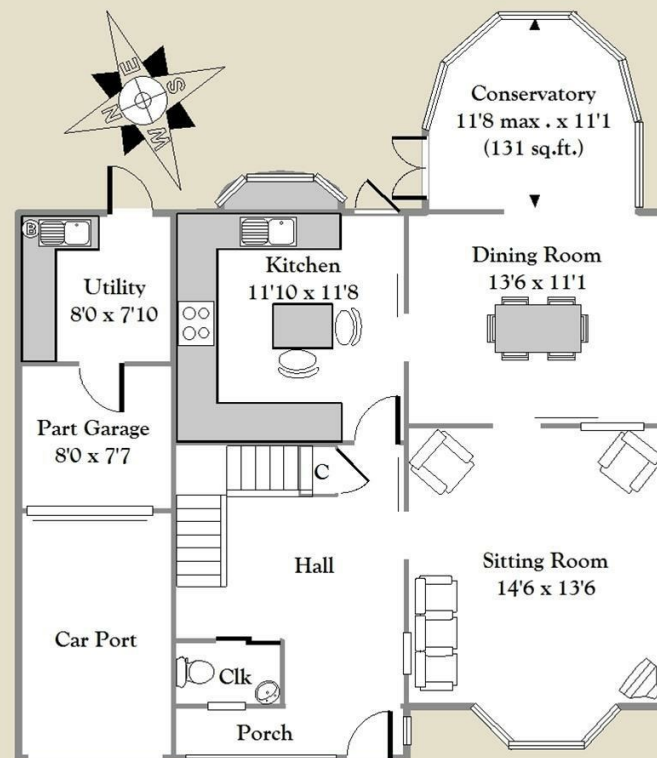 E
S
N
W
Conservatory
11'8 max . x 11'1
(131 sq.ft.)
B
Utility
8'0 x 7'10
Kitchen
11'10 x 11'8
Dining Room
13'6 x 11'1
Part Garage
8'0 x 7'7
C
Hall
Sitting Room
14'6 x 13'6
Car Port
Clk
Porch